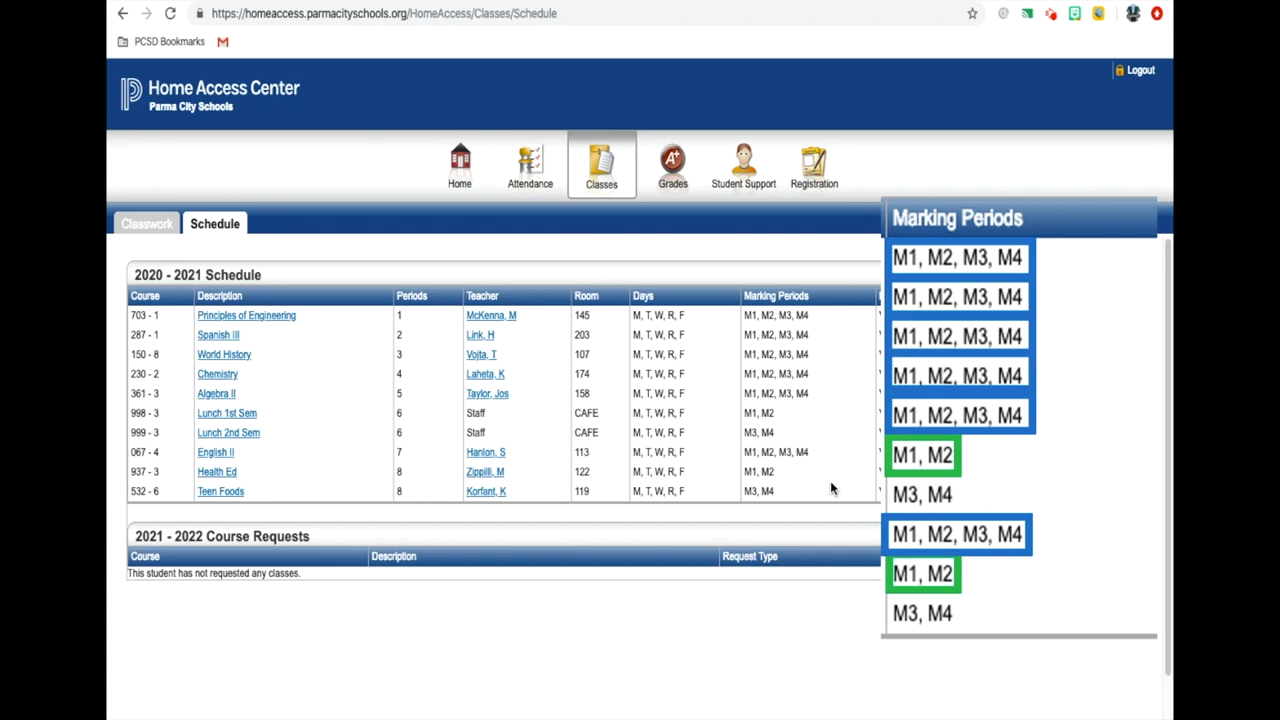 https://homeaccess.parmacityschools.org/HomeAccess/Classes/Schedule
PCSD Bookmarks
Home Access Center
Parma City Schools
Logout
Home Attendance Classes Grades Student Support Registration
Classwork Schedule
2020 - 2021 Schedule
Course Description Periods Teacher Room Days Marking Periods
703 - 1 Principles of Engineering 1 McKenna, M 145 M, T, W, R, F M1, M2, M3, M4
287 - 1 Spanish III 2 Link, H 203 M, T, W, R, F M1, M2, M3, M4
150 - 8 World History 3 Vojta, T 107 M, T, W, R, F M1, M2, M3, M4
230 - 2 Chemistry 4 Laheta, K 174 M, T, W, R, F M1, M2, M3, M4
361 - 3 Algebra II 5 Taylor, Jos 158 M, T, W, R, F M1, M2, M3, M4
998 - 3 Lunch 1st Sem 6 Staff CAFE M, T, W, R, F M1, M2
999 - 3 Lunch 2nd Sem 6 Staff CAFE M, T, W, R, F M3, M4
067 - 4 English II 7 Hanlon, S 113 M, T, W, R, F M1, M2, M3, M4
937 - 3 Health Ed 8 Zippilli, M 122 M, T, W, R, F M1, M2
532 - 6 Teen Foods 8 Korfant, K 119 M, T, W, R, F M3, M4
2021 - 2022 Course Requests
Course Description Request Type
This student has not requested any classes.
Marking Periods
M1, M2, M3, M4
M1, M2, M3, M4
M1, M2, M3, M4
M1, M2, M3, M4
M1, M2, M3, M4
M1, M2
M3, M4
M1, M2, M3, M4
M1, M2
M3, M4